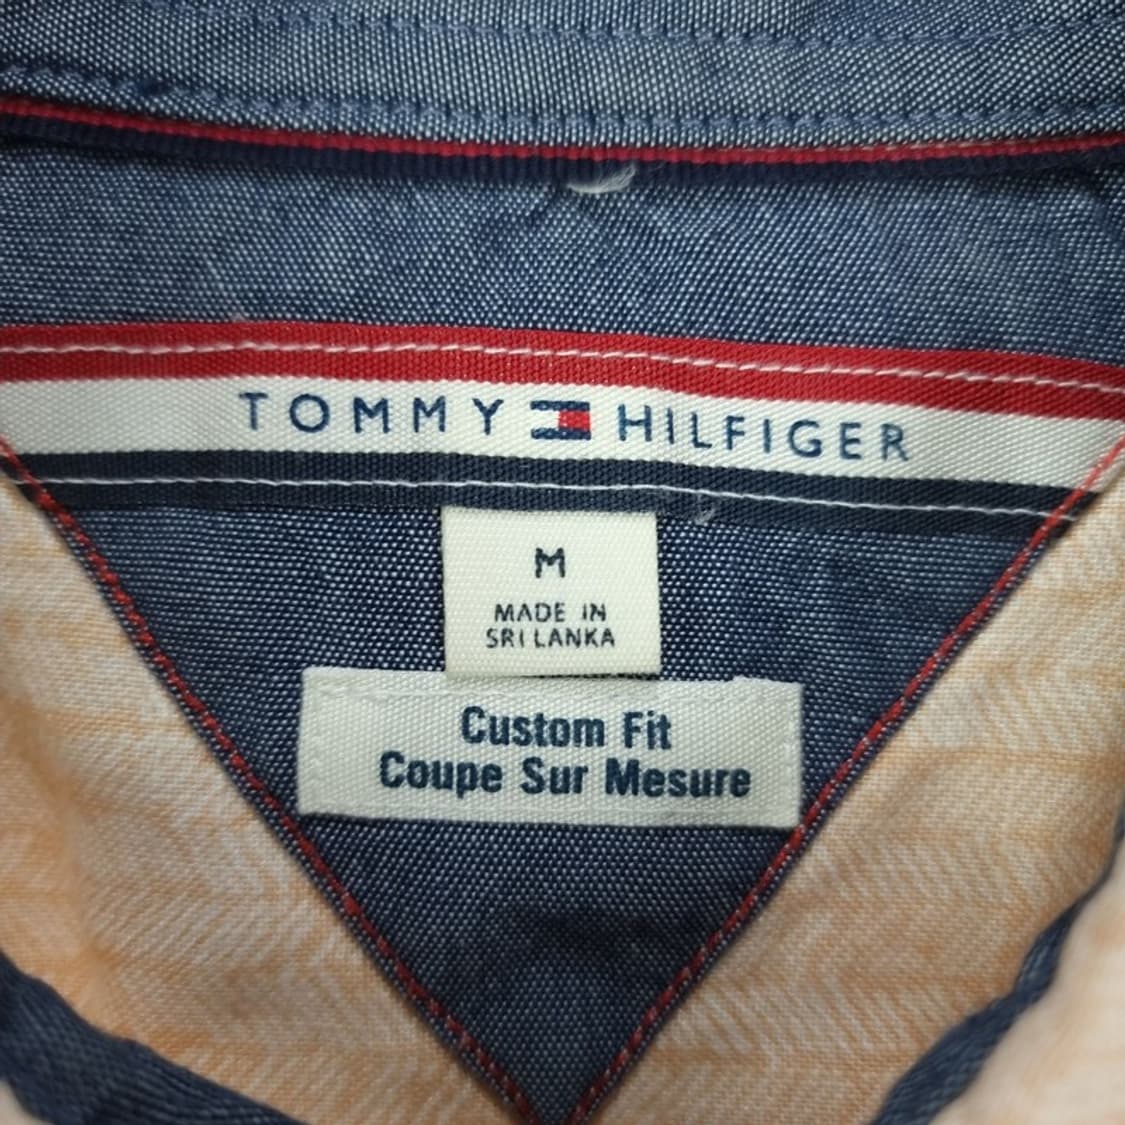 TOMMY HILFIGER
M
MADE IN
SRI LANKA
Custom Fit
Coupe Sur Mesure